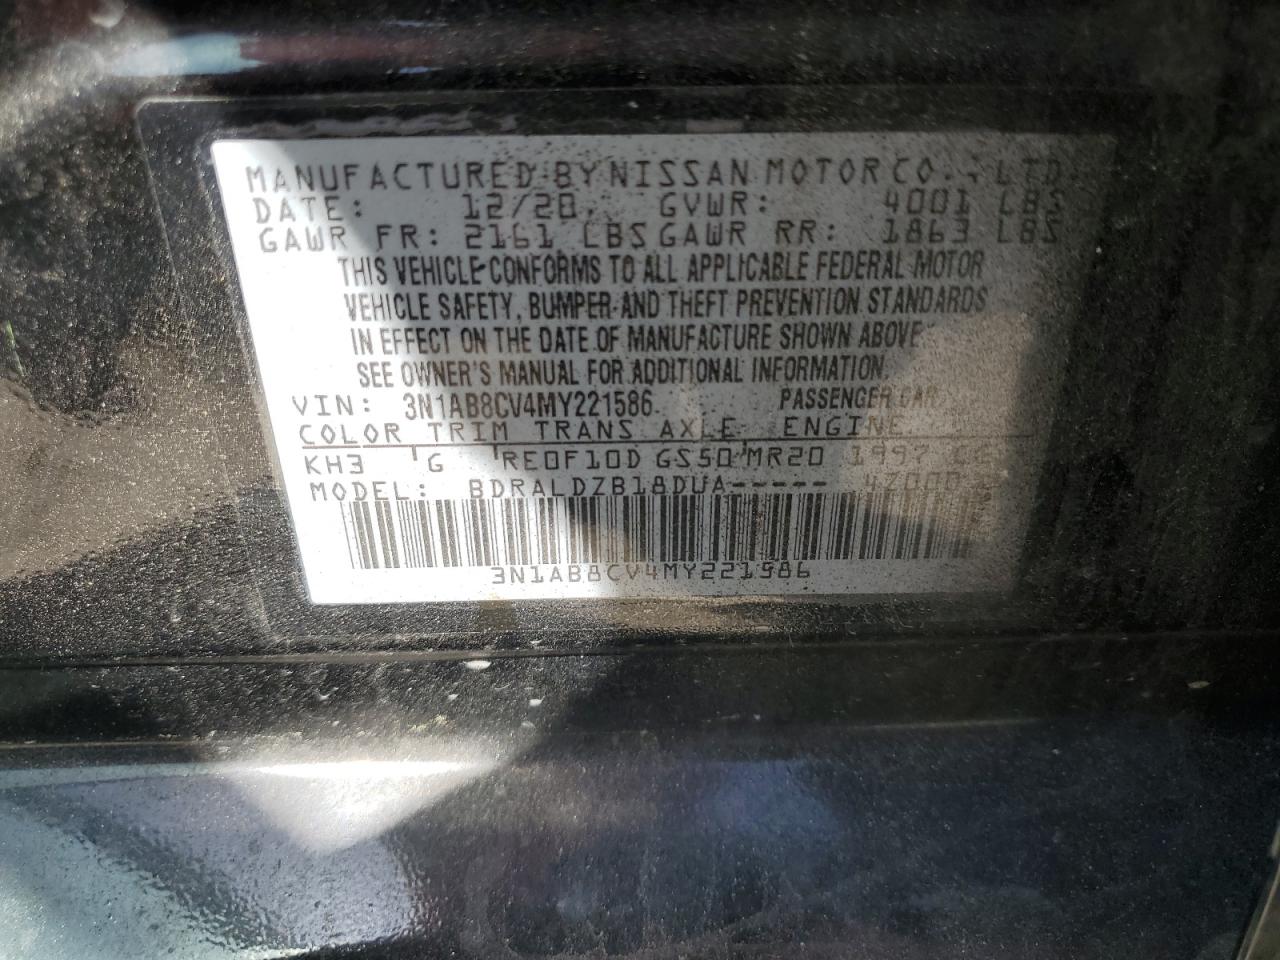 MANUFACTURED BY NISSAN MOTOR CO., LTD.
DATE: 12/20 GVWR: 4001 LBS
GAWR FR: 2161 LBS GAWR RR: 1863 LBS
THIS VEHICLE CONFORMS TO ALL APPLICABLE FEDERAL MOTOR
VEHICLE SAFETY, BUMPER AND THEFT PREVENTION STANDARDS
IN EFFECT ON THE DATE OF MANUFACTURE SHOWN ABOVE.
SEE OWNER'S MANUAL FOR ADDITIONAL INFORMATION.
VIN: 3N1AB8CV4MY221586 PASSENGER CAR
COLOR TRIM TRANS AXLE ENGINE
KH3 G RE0F10D GS50 MR20 1997 CC
MODEL: BDRALDZB18DUA-----
3N1AB8CV4MY221586